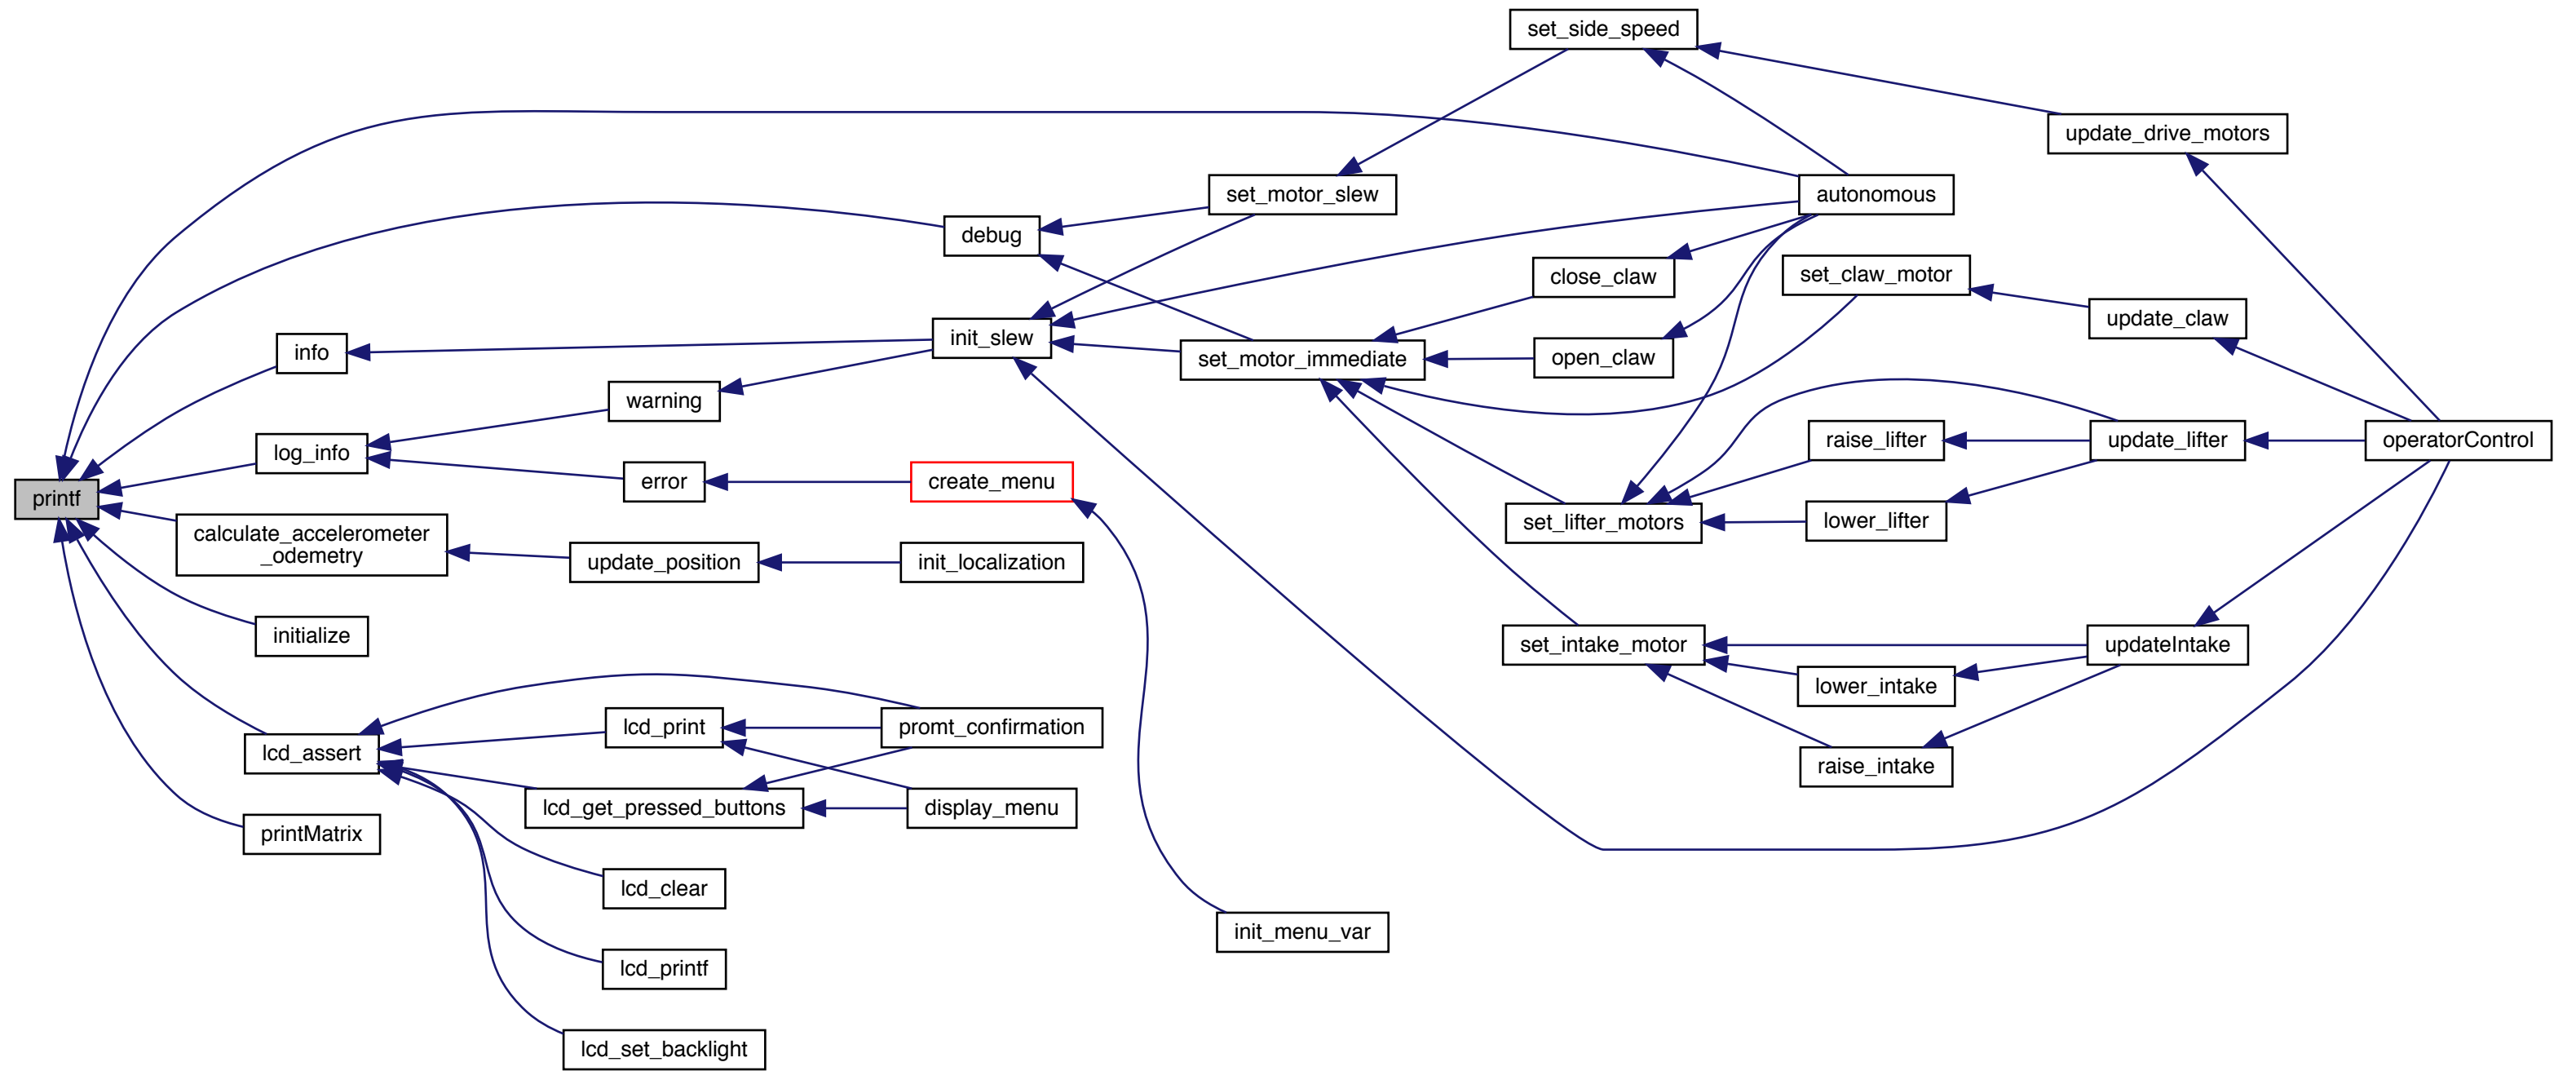 set_side_speed
update_drive_motors
set_motor_slew
autonomous
debug
close_claw
set_claw_motor
update_claw
init_slew
info
set_motor_immediate
open_claw
warning
log_info
raise_lifter
update_lifter
operatorControl
error
create_menu
printf
set_lifter_motors
lower_lifter
calculate_accelerometer
_odemetry
update_position
init_localization
initialize
set_intake_motor
updateIntake
lower_intake
lcd_print
promt_confirmation
lcd_assert
raise_intake
lcd_get_pressed_buttons
display_menu
printMatrix
lcd_clear
init_menu_var
lcd_printf
lcd_set_backlight